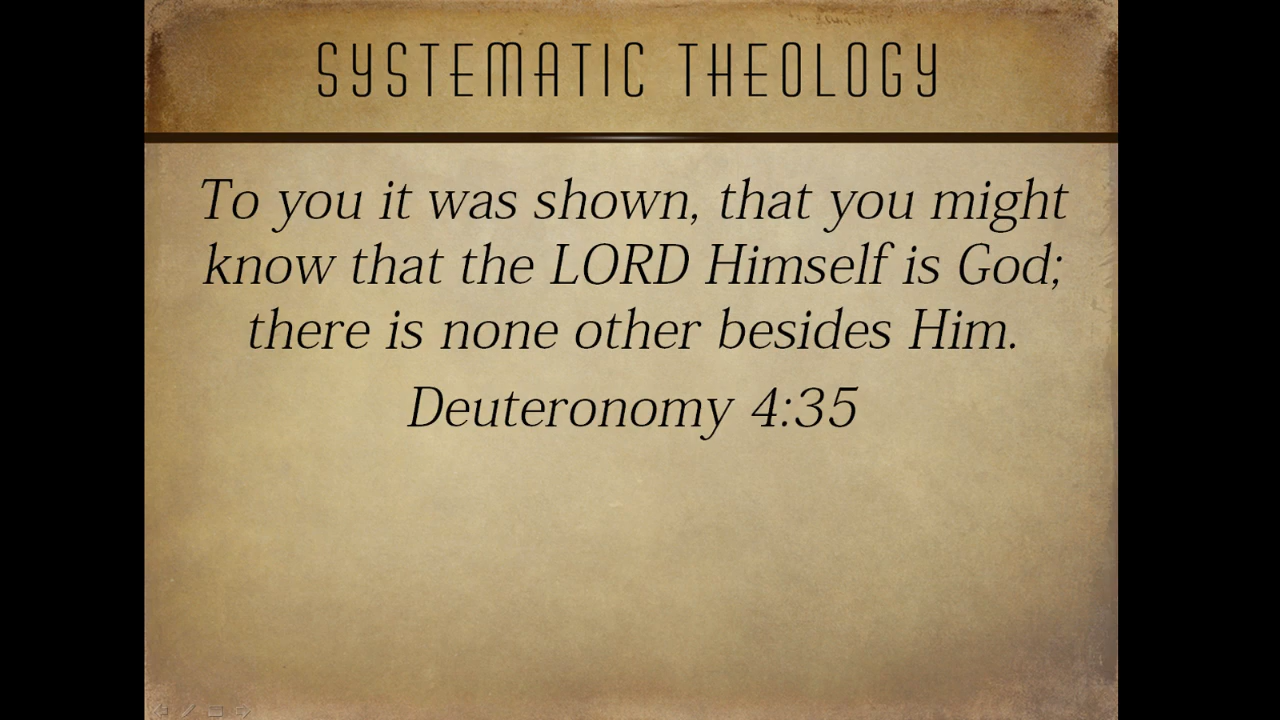 SYSTEMATIC THEOLOGY
To you it was shown, that you might
know that the LORD Himself is God;
there is none other besides Him.
Deuteronomy 4:35